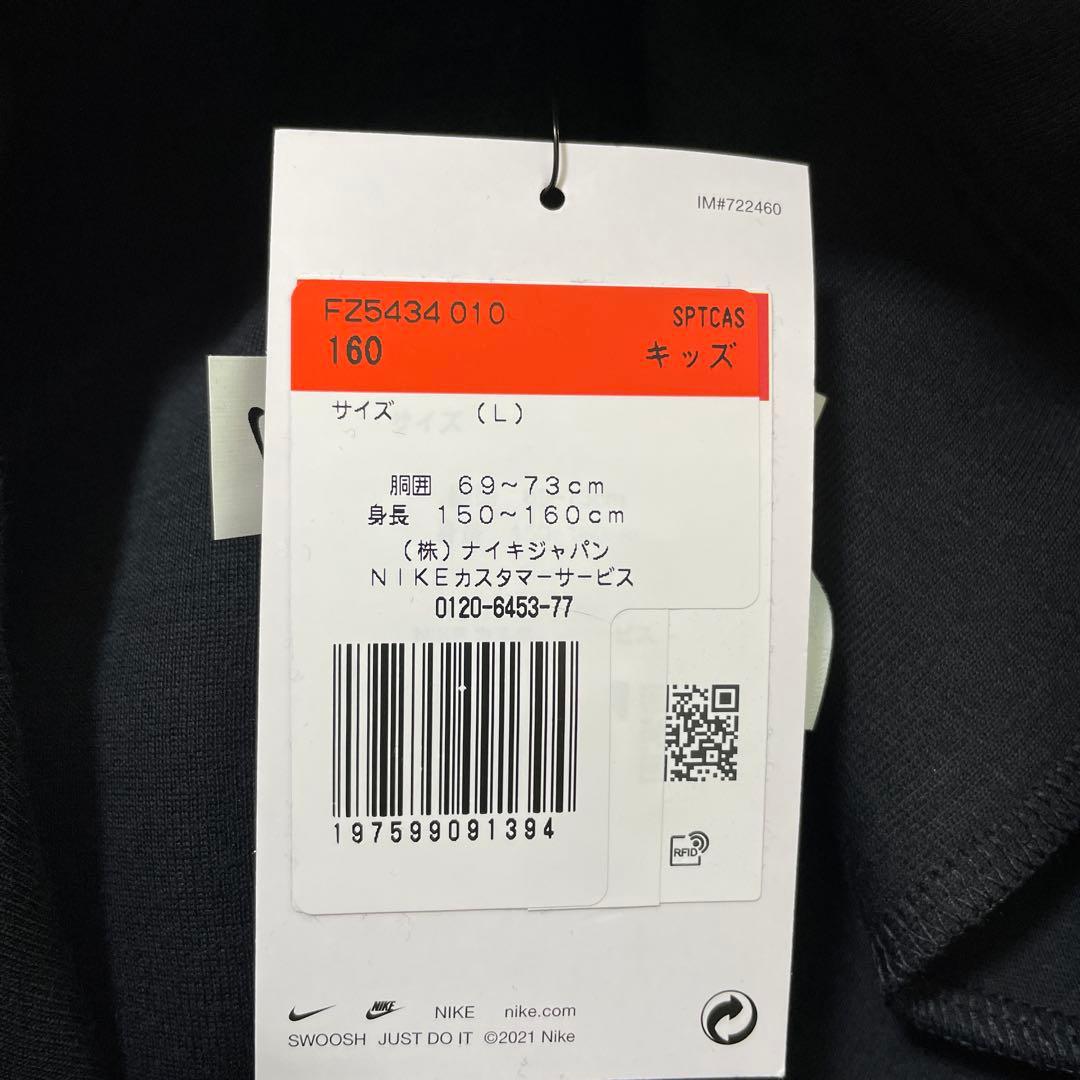 IM#722460
FZ5434 010 SPTCAS
160 キッズ
サイズ (L)
胴囲 69~73cm
身長 150~160cm
(株)ナイキジャパン
NIKEカスタマーサービス
0120-6453-77
197599091394
RFID
NIKE NIKE nike.com
SWOOSH JUST DO IT ©2021 Nike